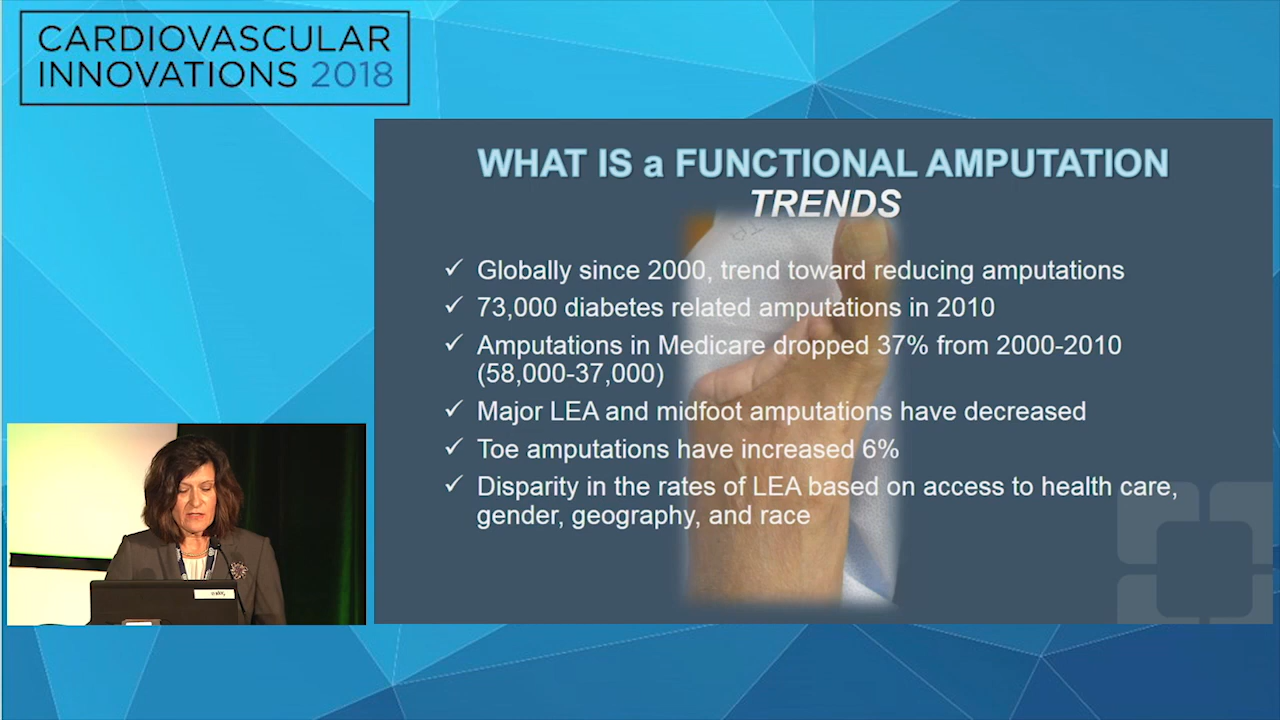 CARDIOVASCULAR
INNOVATIONS 2018
WHAT IS a FUNCTIONAL AMPUTATION
TRENDS
✓ Globally since 2000, trend toward reducing amputations
✓ 73,000 diabetes related amputations in 2010
✓ Amputations in Medicare dropped 37% from 2000-2010
(58,000-37,000)
✓ Major LEA and midfoot amputations have decreased
✓ Toe amputations have increased 6%
✓ Disparity in the rates of LEA based on access to health care,
gender, geography, and race